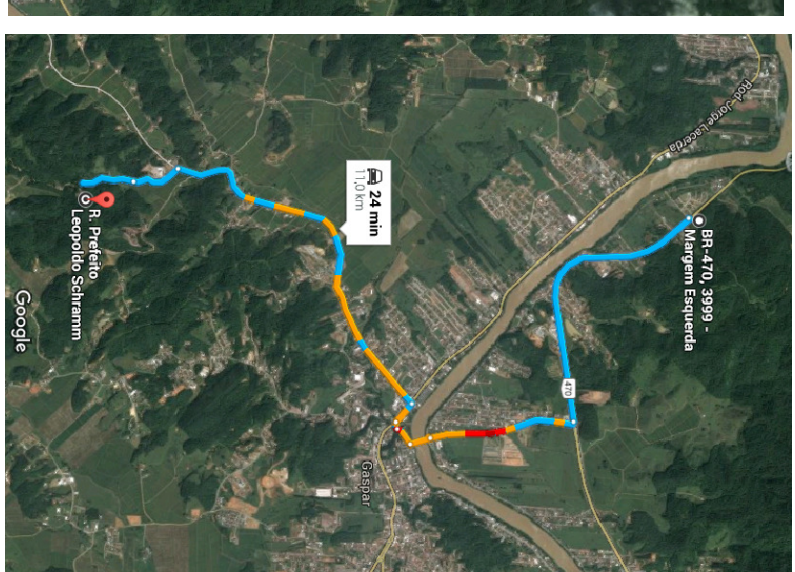 Rod. Jorge Lacerda
BR-470, 3999 -
Margem Esquerda
24 min
11,0 km
470
R. Prefeito
Leopoldo Schramm
Gaspar
Google